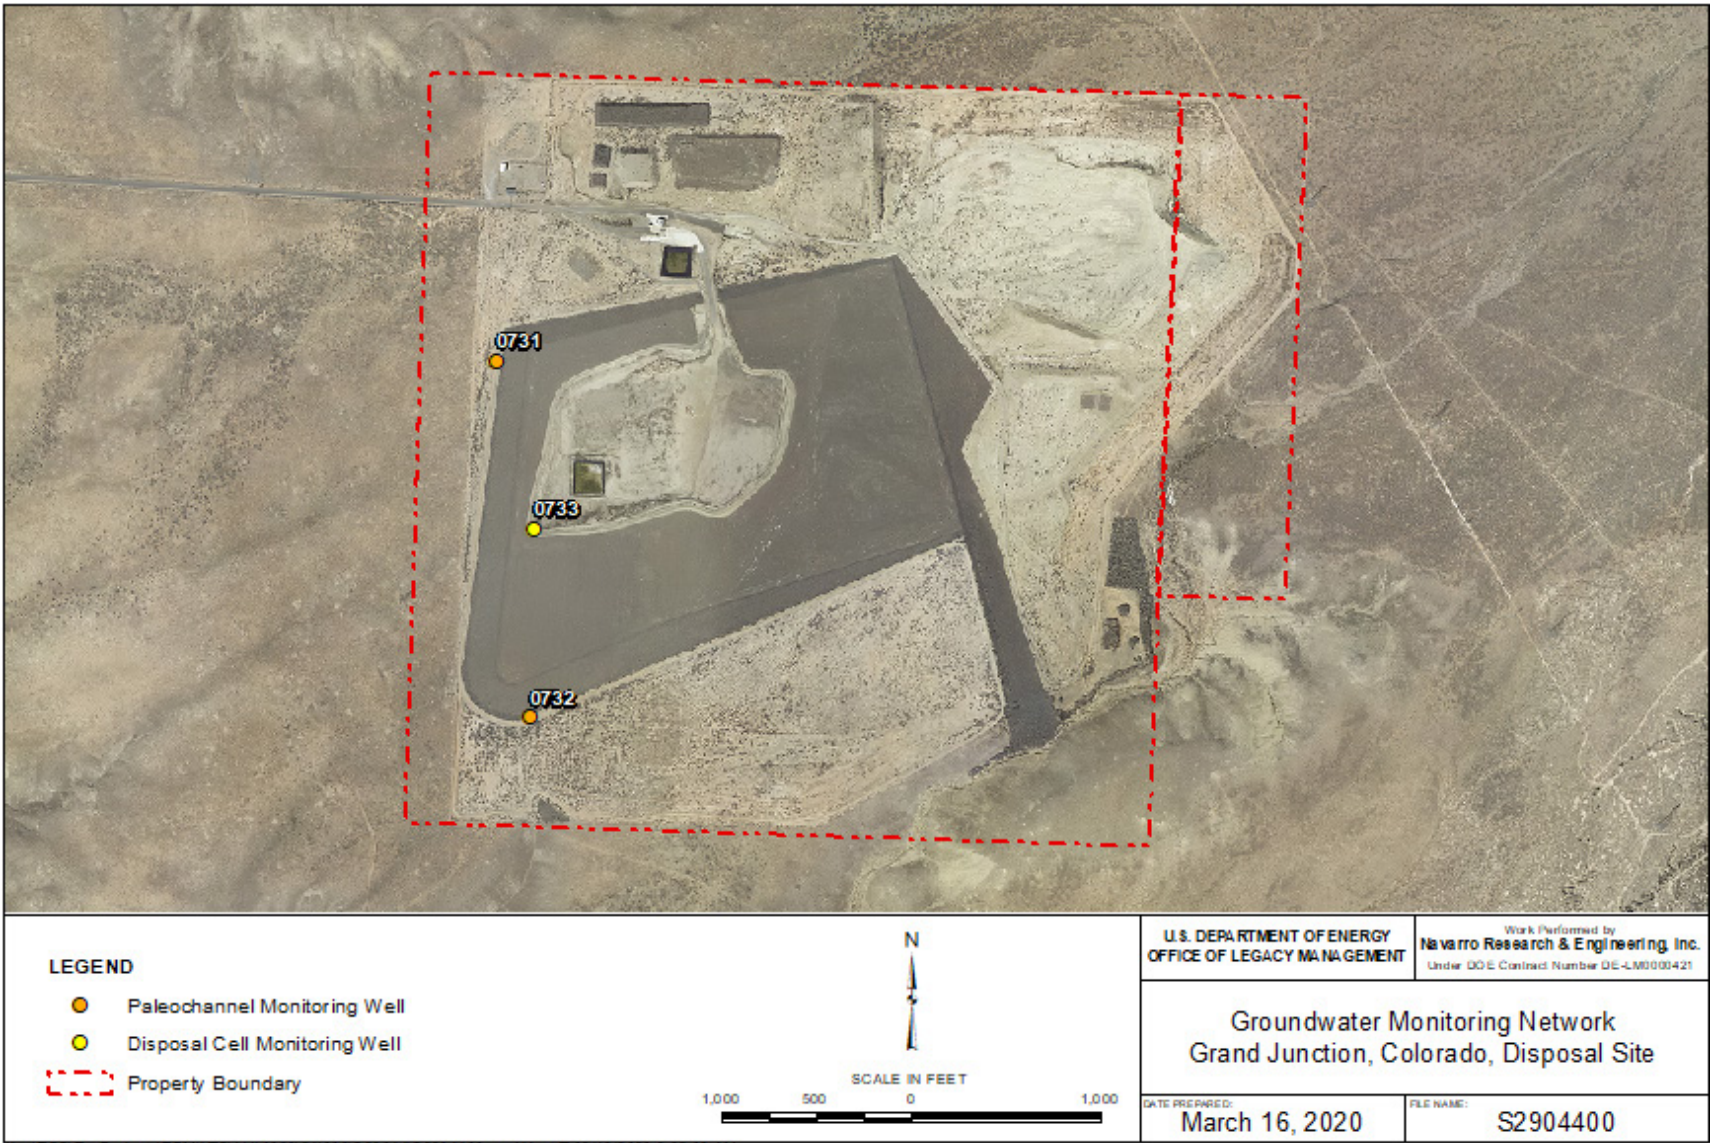 0731
0733
0732
LEGEND
Paleochannel Monitoring Well
Disposal Cell Monitoring Well
Property Boundary
N
SCALE IN FEET
1,000 500 0 1,000
U.S. DEPARTMENT OF ENERGY
OFFICE OF LEGACY MANAGEMENT
Work Performed by
Navarro Research & Engineering, Inc.
Under DOE Contract Number DE-LM0000421
Groundwater Monitoring Network
Grand Junction, Colorado, Disposal Site
DATE PREPARED:
March 16, 2020
FILE NAME:
S2904400